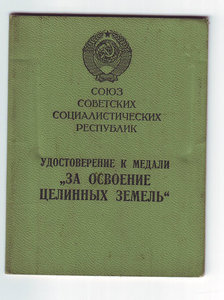 СОЮЗ
СОВЕТСКИХ
СОЦИАЛИСТИЧЕСКИХ
РЕСПУБЛИК
УДОСТОВЕРЕНИЕ К МЕДАЛИ
„ЗА ОСВОЕНИЕ
ЦЕЛИННЫХ ЗЕМЕЛЬ“